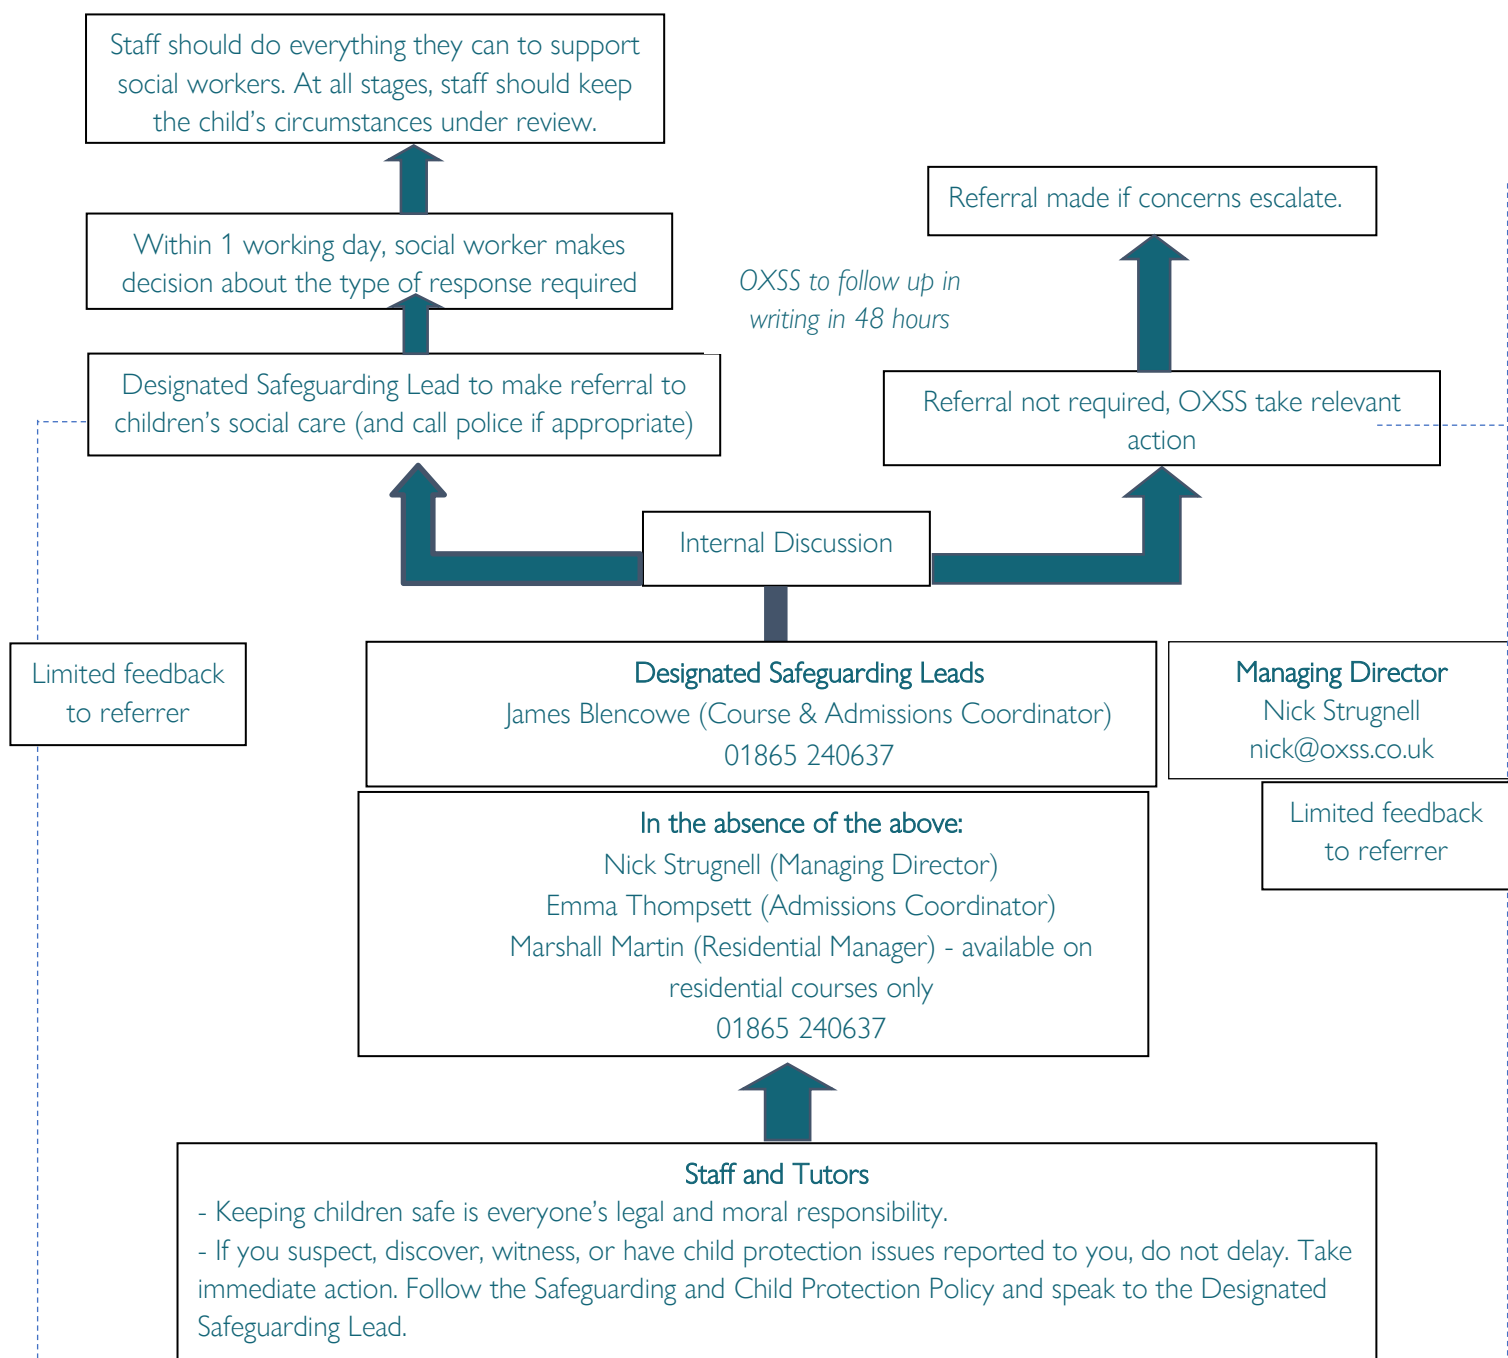 Staff should do everything they can to support
social workers. At all stages, staff should keep
the child’s circumstances under review.
Referral made if concerns escalate.
Within 1 working day, social worker makes
decision about the type of response required
OXSS to follow up in
writing in 48 hours
Designated Safeguarding Lead to make referral to
children’s social care (and call police if appropriate)
Referral not required, OXSS take relevant
action
Internal Discussion
Limited feedback
to referrer
Designated Safeguarding Leads
James Blencowe (Course & Admissions Coordinator)
01865 240637
Managing Director
Nick Strugnell
nick@oxss.co.uk
Limited feedback
to referrer
In the absence of the above:
Nick Strugnell (Managing Director)
Emma Thompsett (Admissions Coordinator)
Marshall Martin (Residential Manager) - available on
residential courses only
01865 240637
Staff and Tutors
- Keeping children safe is everyone’s legal and moral responsibility.
- If you suspect, discover, witness, or have child protection issues reported to you, do not delay. Take
immediate action. Follow the Safeguarding and Child Protection Policy and speak to the Designated
Safeguarding Lead.